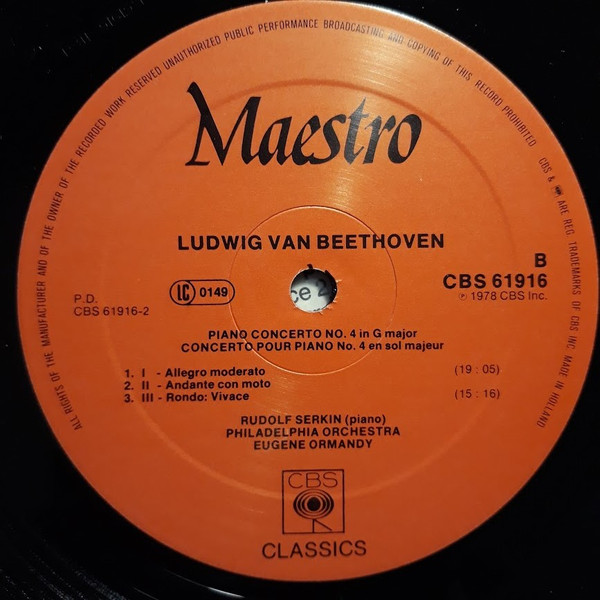 ALL RIGHTS OF THE MANUFACTURER AND OF THE OWNER OF THE RECORDED WORK RESERVED UNAUTHORIZED PUBLIC PERFORMANCE BROADCASTING AND COPYING OF THIS RECORD PROHIBITED CBS & ARE REG. TRADEMARKS OF CBS INC. MADE IN HOLLAND
Maestro
LUDWIG VAN BEETHOVEN
B
CBS 61916
℗ 1978 CBS Inc.
LC 0149
P.D.
CBS 61916-2
ce 2
PIANO CONCERTO NO. 4 in G major
CONCERTO POUR PIANO No. 4 en sol majeur
1. I - Allegro moderato (19 : 05)
2. II - Andante con moto
3. III - Rondo: Vivace (15 : 16)
RUDOLF SERKIN (piano)
PHILADELPHIA ORCHESTRA
EUGENE ORMANDY
CBS
CLASSICS